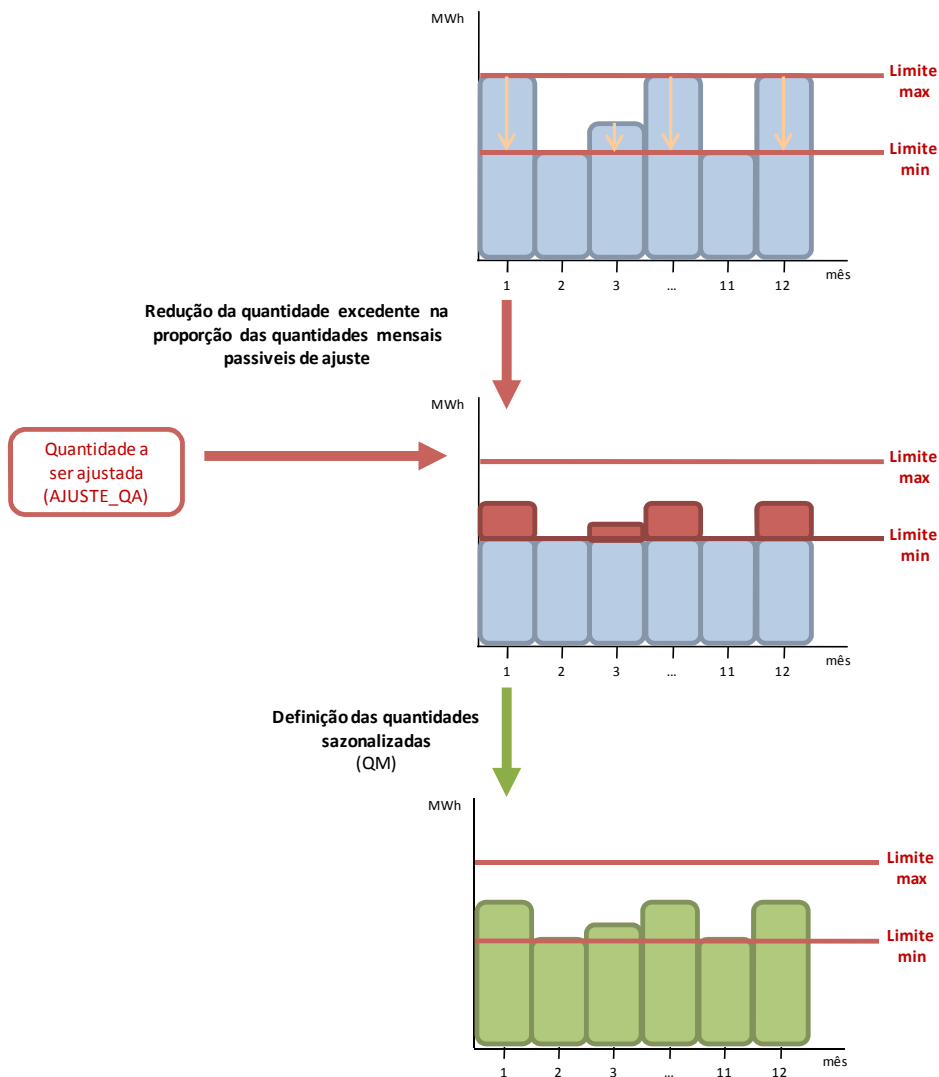 MWh
Limite
max
Limite
min
mês
1 2 3 ... 11 12
Redução da quantidade excedente na
proporção das quantidades mensais
passiveis de ajuste
MWh
Quantidade a
ser ajustada
(AJUSTE_QA)
Limite
max
Limite
min
mês
1 2 3 ... 11 12
Definição das quantidades
sazonalizadas
(QM)
MWh
Limite
max
Limite
min
mês
1 2 3 ... 11 12